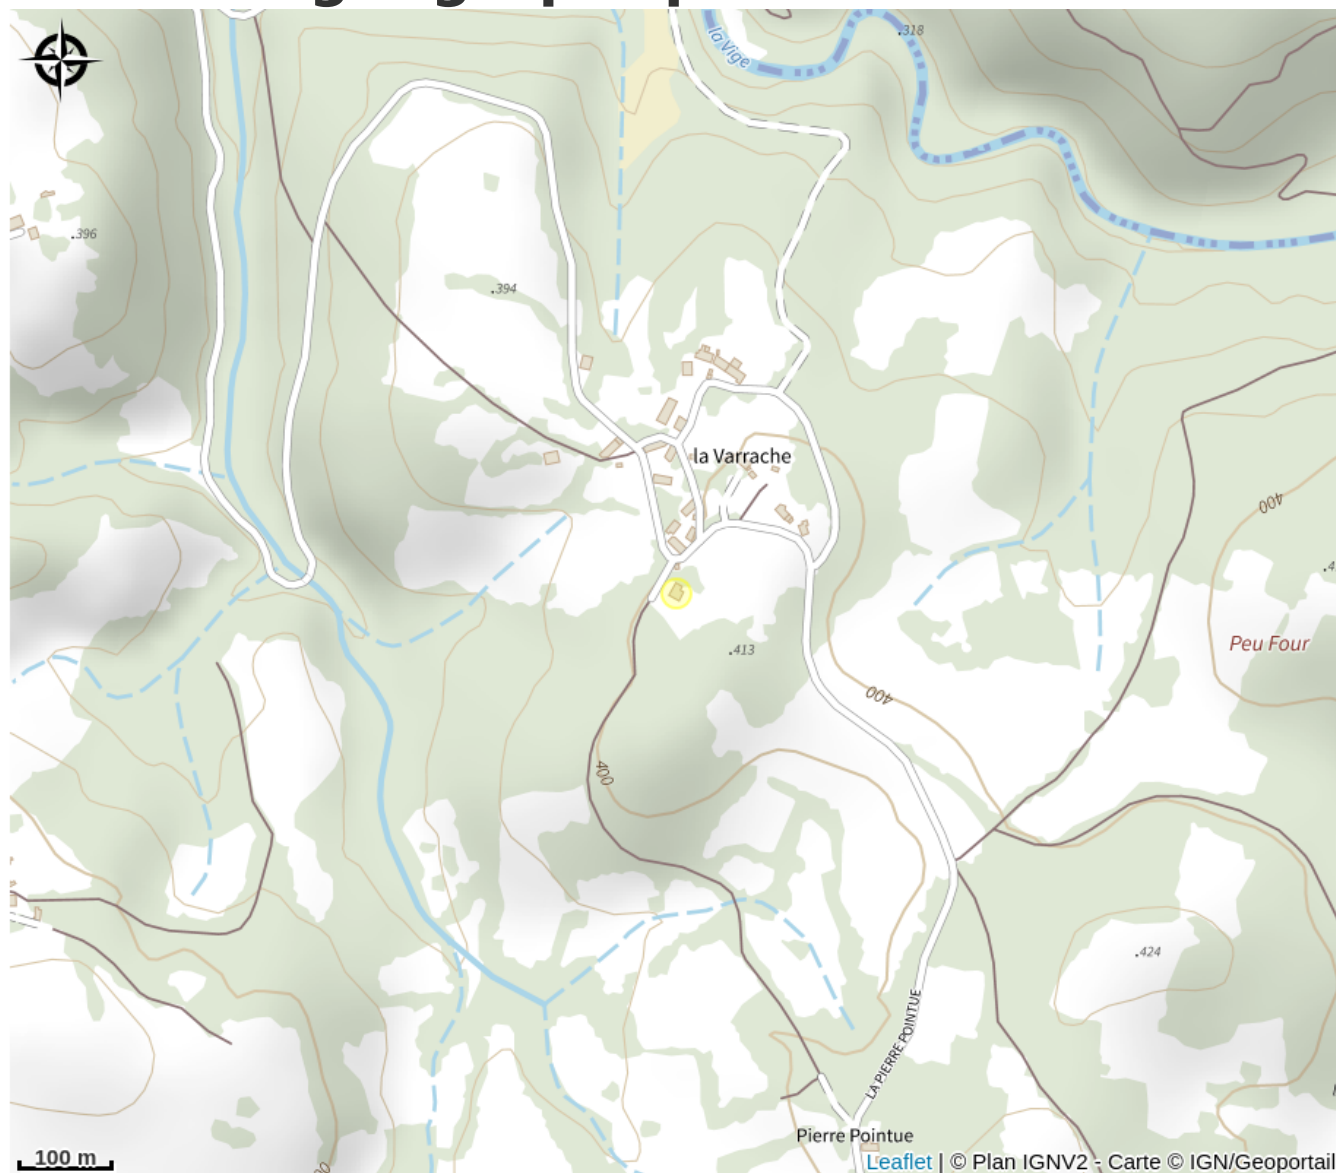 la Vige
.318
.396
.394
la Varrache
400
Peu Four
.413
400
400
.424
LA PIERRE POINTUE
Pierre Pointue
100 m
Leaflet | © Plan IGNV2 - Carte © IGN/Geoportail